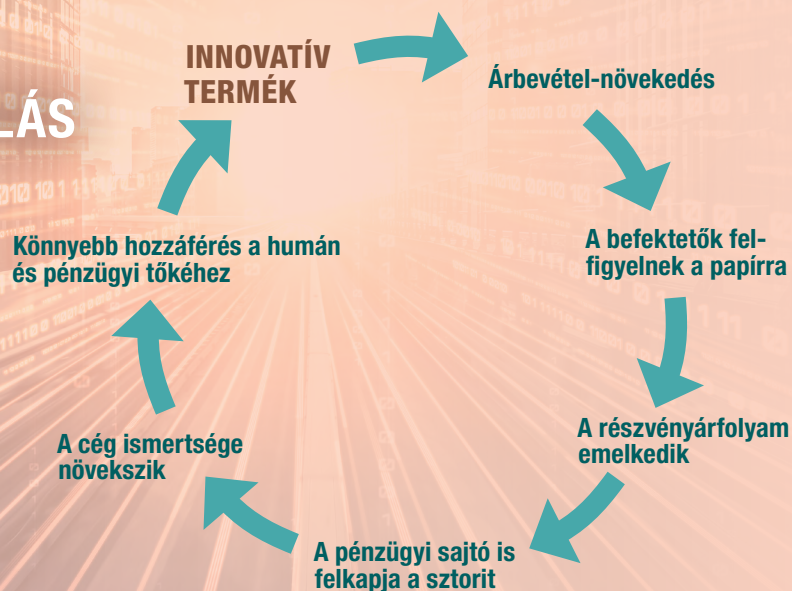 LÁS
INNOVATÍV
TERMÉK
Árbevétel-növekedés
A befektetők fel-
figyelnek a papírra
A részvényárfolyam
emelkedik
A pénzügyi sajtó is
felkapja a sztorit
A cég ismertsége
növekszik
Könnyebb hozzáférés a humán
és pénzügyi tőkéhez